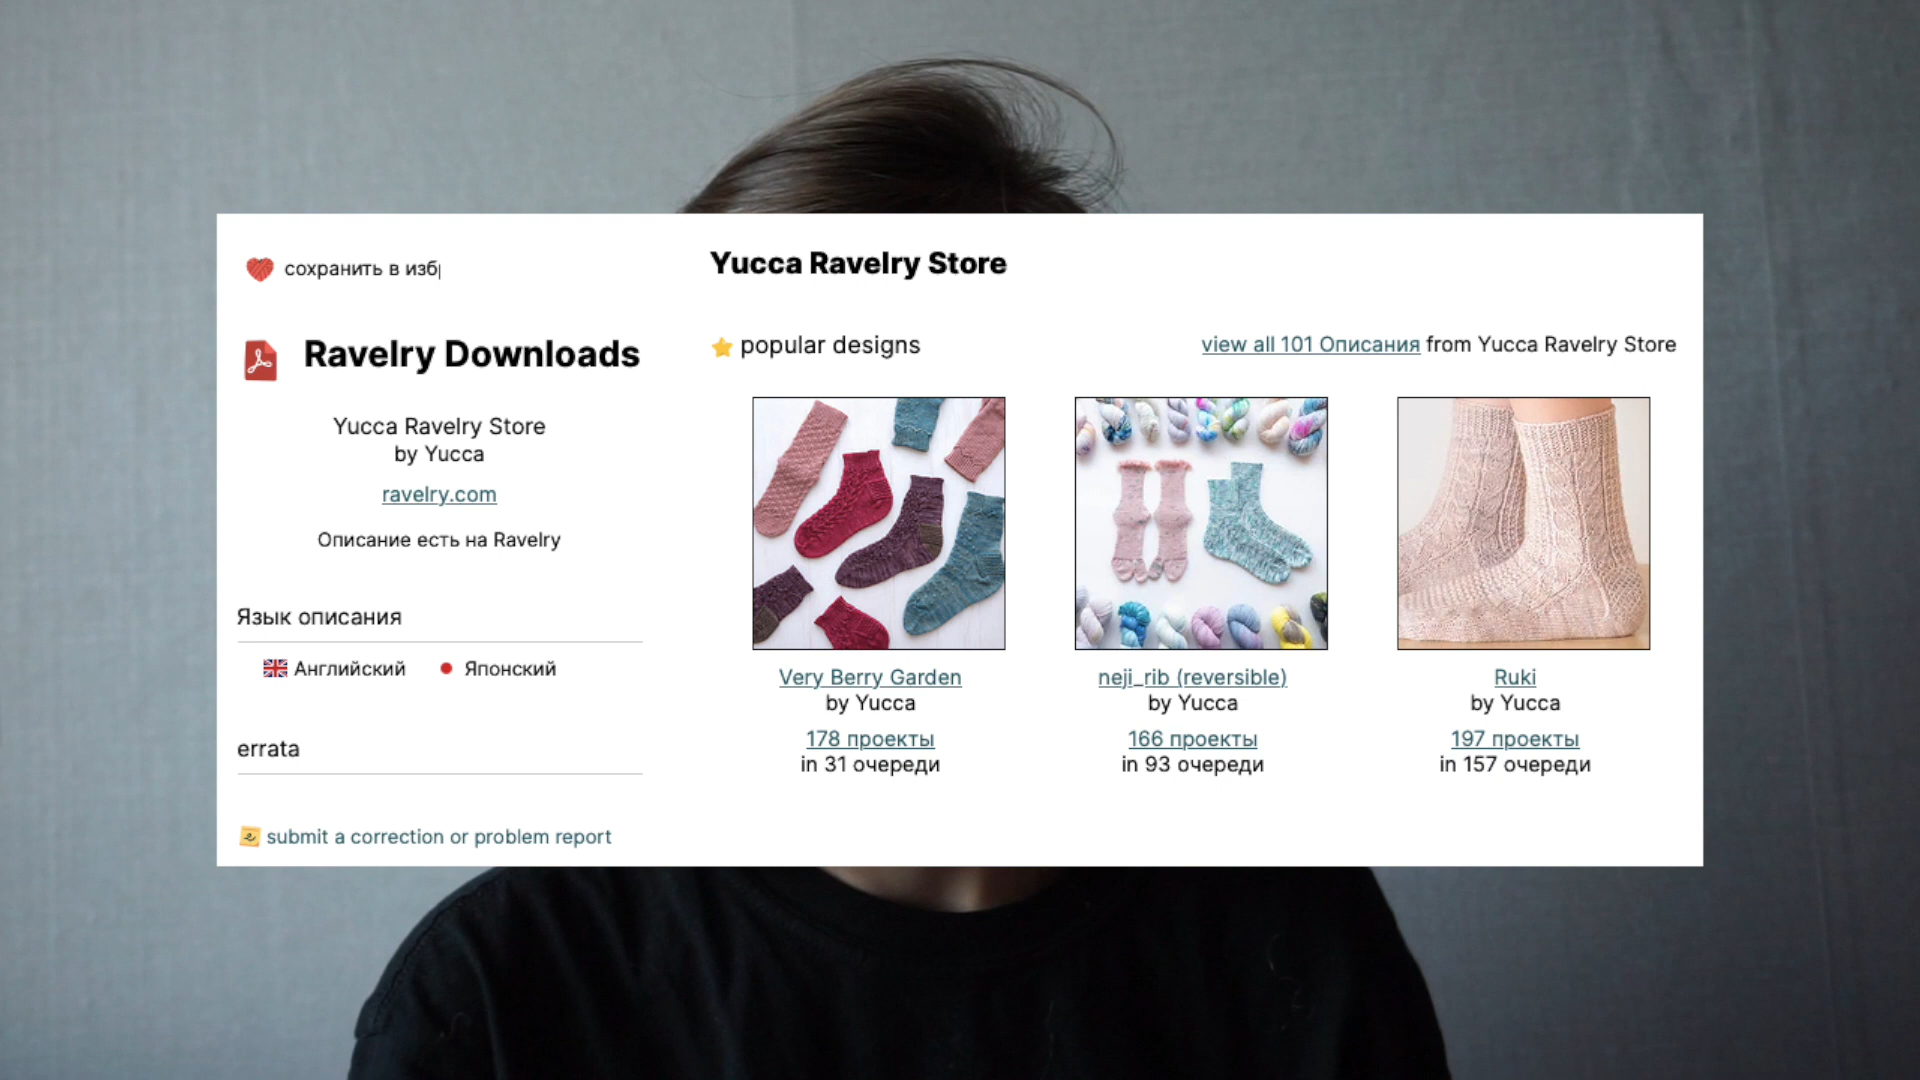 сохранить в изб
Ravelry Downloads
Yucca Ravelry Store
by Yucca
ravelry.com
Описание есть на Ravelry
Язык описания
Английский Японский
errata
submit a correction or problem report
Yucca Ravelry Store
popular designs
view all 101 Описания from Yucca Ravelry Store
Very Berry Garden
by Yucca
178 проекты
in 31 очереди
neji_rib (reversible)
by Yucca
166 проекты
in 93 очереди
Ruki
by Yucca
197 проекты
in 157 очереди